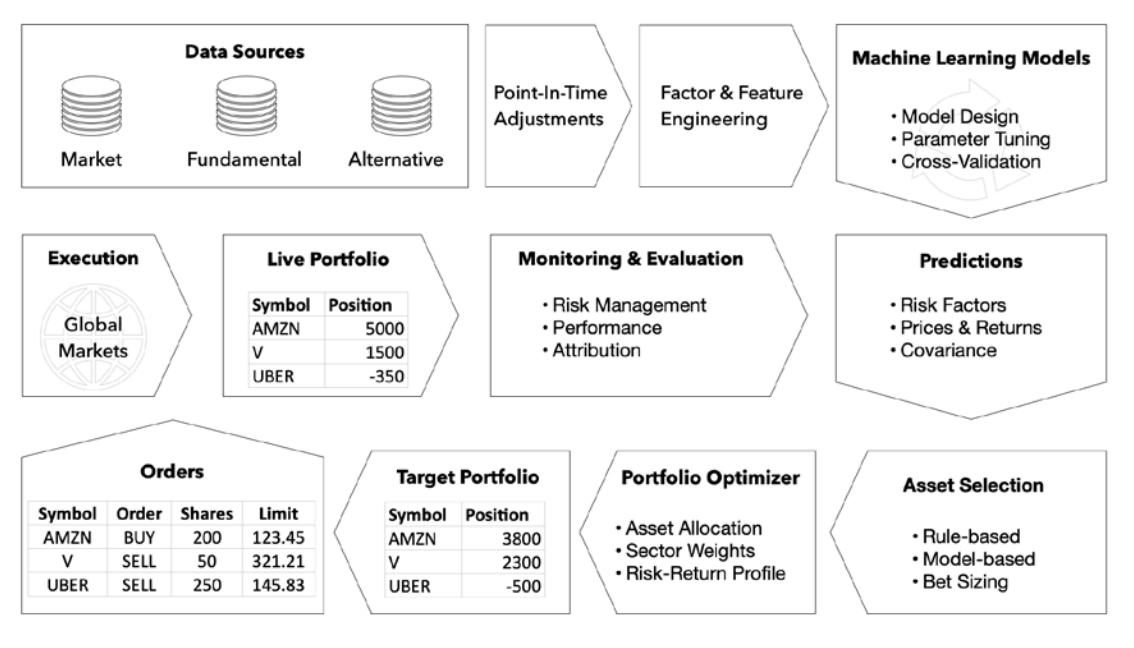 Data Sources
Market
Fundamental
Alternative
Point-In-Time
Adjustments
Factor & Feature
Engineering
Machine Learning Models
• Model Design
• Parameter Tuning
• Cross-Validation
Execution
Global
Markets
Live Portfolio
Symbol Position
AMZN 5000
V 1500
UBER -350
Monitoring & Evaluation
• Risk Management
• Performance
• Attribution
Predictions
• Risk Factors
• Prices & Returns
• Covariance
Orders
Symbol Order Shares Limit
AMZN BUY 200 123.45
V SELL 50 321.21
UBER SELL 250 145.83
Target Portfolio
Symbol Position
AMZN 3800
V 2300
UBER -500
Portfolio Optimizer
• Asset Allocation
• Sector Weights
• Risk-Return Profile
Asset Selection
• Rule-based
• Model-based
• Bet Sizing